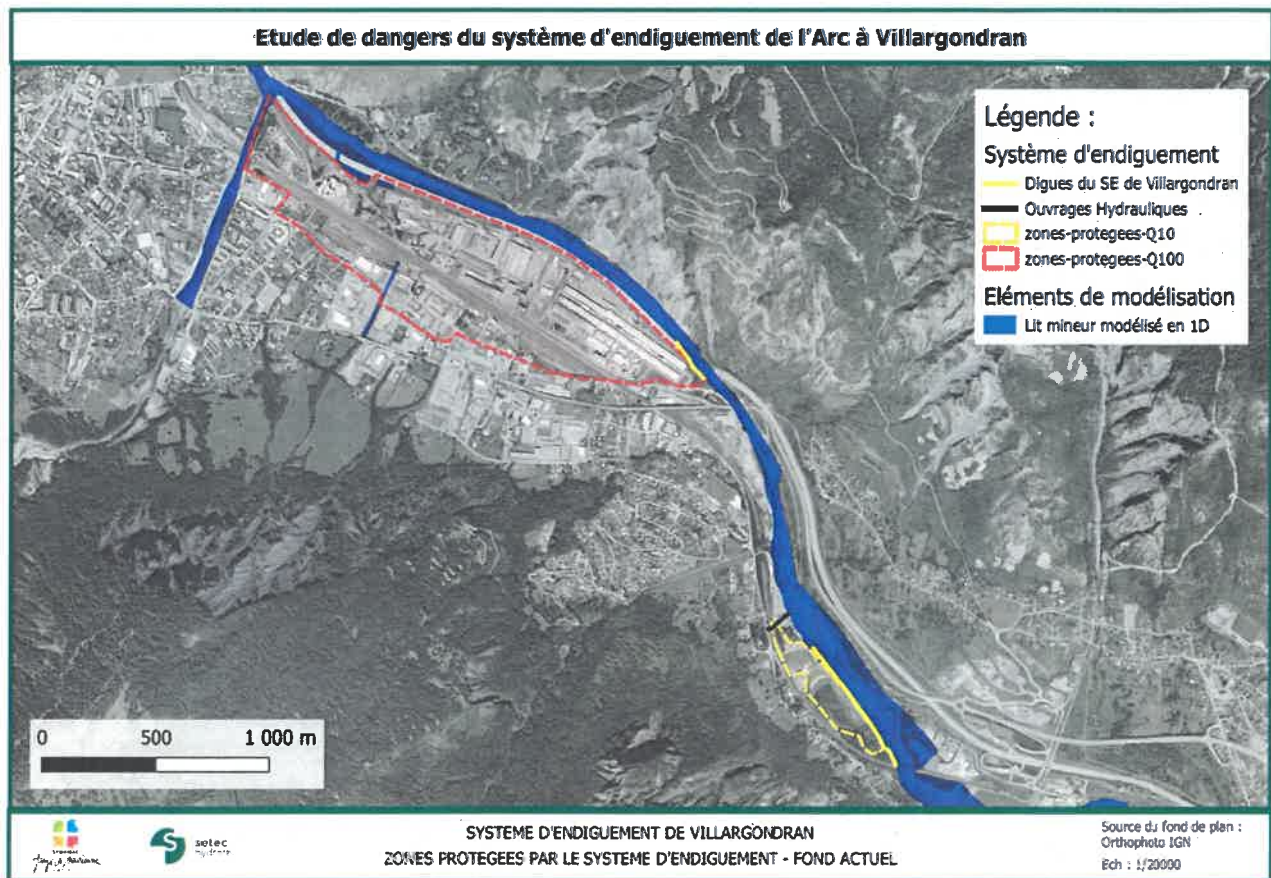 Etude de dangers du système d'endiguement de l'Arc à Villargondran
Légende :
Système d'endiguement
Digues du SE de Villargondran
Ouvrages Hydrauliques
zones-protegees-Q10
zones-protegees-Q100
Eléments de modélisation
Lit mineur modélisé en 1D
0 500 1 000 m
setec
SYSTEME D'ENDIGUEMENT DE VILLARGONDRAN
ZONES PROTEGEES PAR LE SYSTEME D'ENDIGUEMENT - FOND ACTUEL
Source du fond de plan :
Orthophoto IGN
Ech : 1/20000